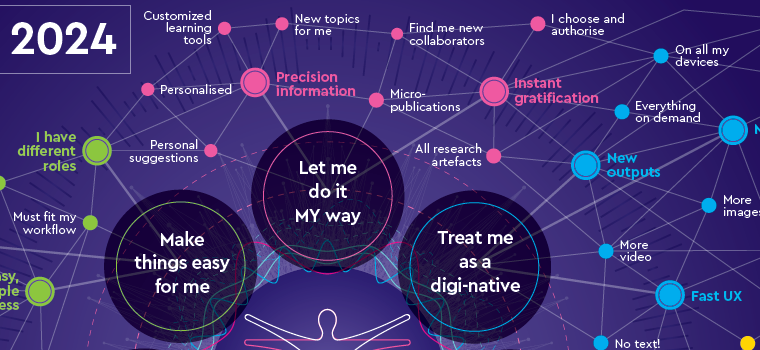 2024
Customized
learning
tools
New topics
for me
Find me new
collaborators
I choose and
authorise
On all my
devices
Personalised
Precision
information
Micro-
publications
Instant
gratification
Everything
on demand
I have
different
roles
Personal
suggestions
All research
artefacts
New
outputs
Let me
do it
MY way
Must fit my
workflow
Make
things easy
for me
Treat me
as a
digi-native
More
images
More
video
Fast UX
No text!